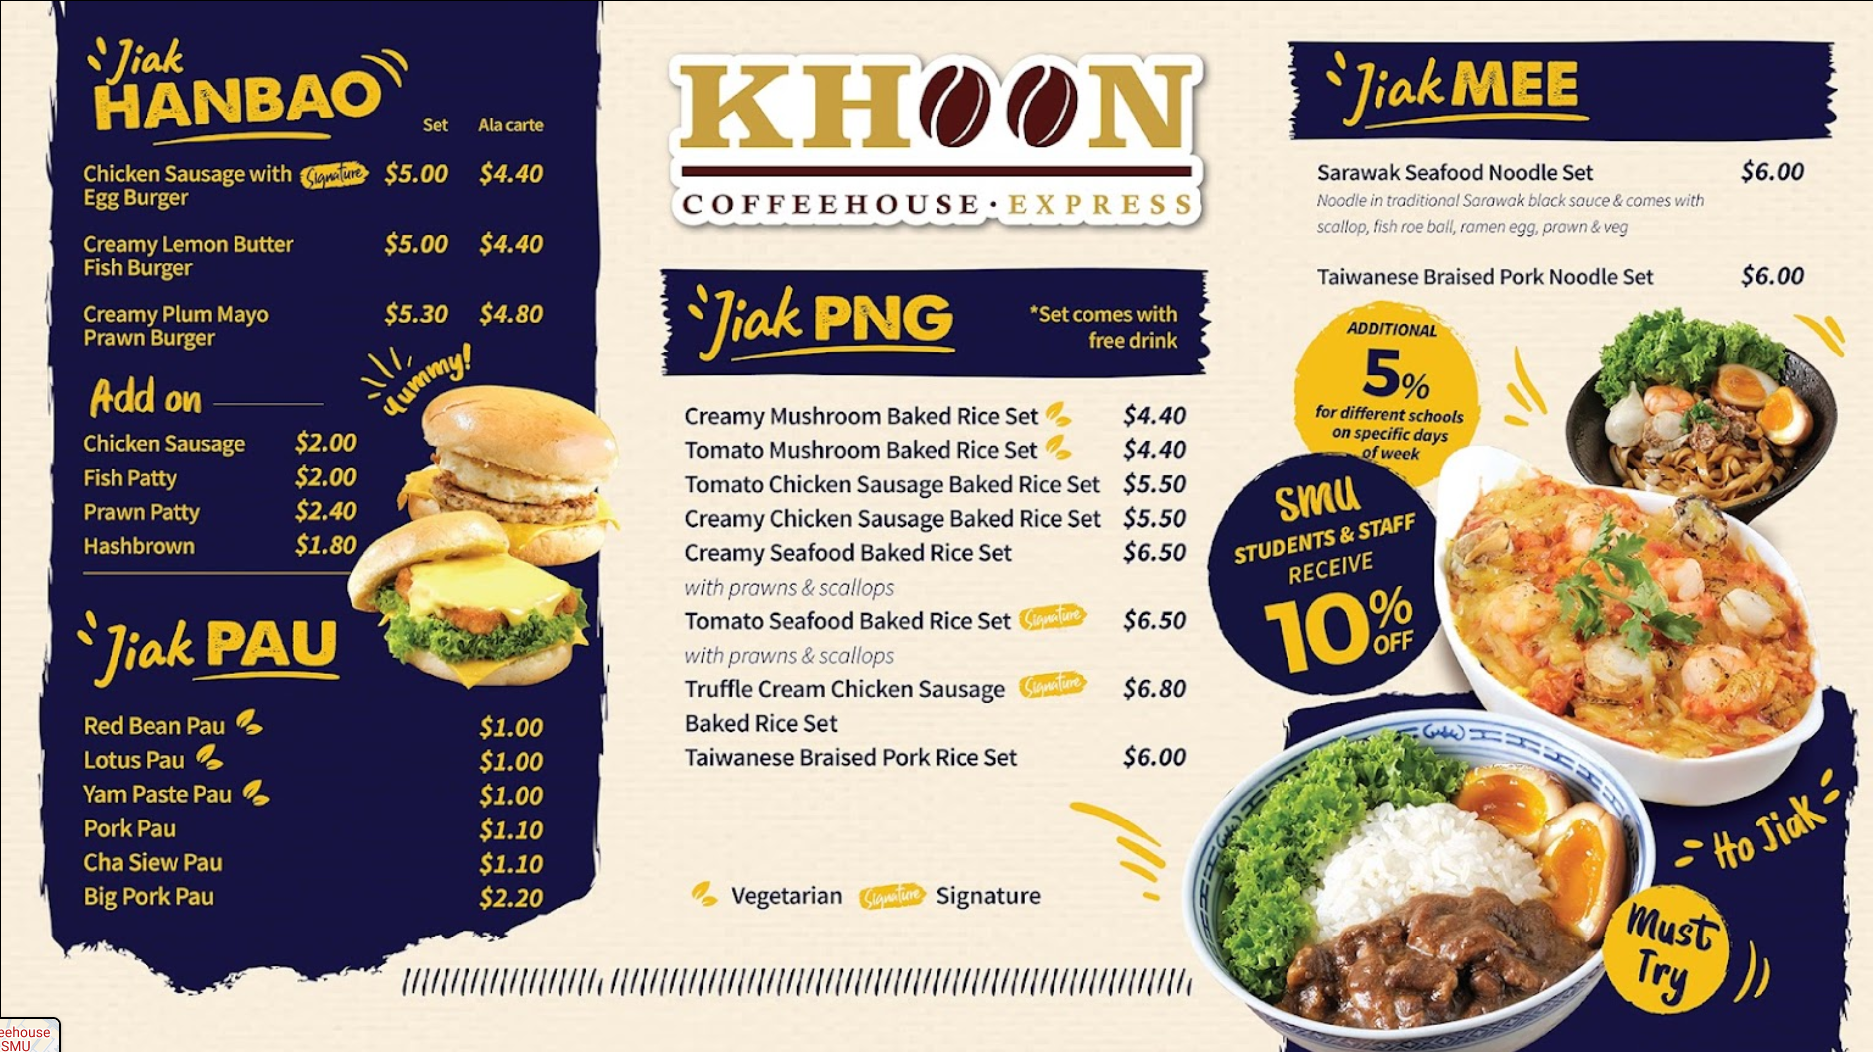 Jiak
HANBAO
Set Ala carte
Chicken Sausage with Signature $5.00 $4.40
Egg Burger
Creamy Lemon Butter $5.00 $4.40
Fish Burger
Creamy Plum Mayo $5.30 $4.80
Prawn Burger
Yummy!
Add on
Chicken Sausage $2.00
Fish Patty $2.00
Prawn Patty $2.40
Hashbrown $1.80
Jiak PAU
Red Bean Pau $1.00
Lotus Pau $1.00
Yam Paste Pau $1.00
Pork Pau $1.10
Cha Siew Pau $1.10
Big Pork Pau $2.20
KHOON
COFFEEHOUSE · EXPRESS
Jiak PNG
*Set comes with
free drink
Creamy Mushroom Baked Rice Set $4.40
Tomato Mushroom Baked Rice Set $4.40
Tomato Chicken Sausage Baked Rice Set $5.50
Creamy Chicken Sausage Baked Rice Set $5.50
Creamy Seafood Baked Rice Set $6.50
with prawns & scallops
Tomato Seafood Baked Rice Set Signature $6.50
with prawns & scallops
Truffle Cream Chicken Sausage Signature $6.80
Baked Rice Set
Taiwanese Braised Pork Rice Set $6.00
Vegetarian Signature Signature
Jiak MEE
Sarawak Seafood Noodle Set $6.00
Noodle in traditional Sarawak black sauce & comes with
scallop, fish roe ball, ramen egg, prawn & veg
Taiwanese Braised Pork Noodle Set $6.00
ADDITIONAL
5%
for different schools
on specific days
of week
SMU
STUDENTS & STAFF
RECEIVE
10%
OFF
Ho Jiak
Must
Try
eehouse
SMU